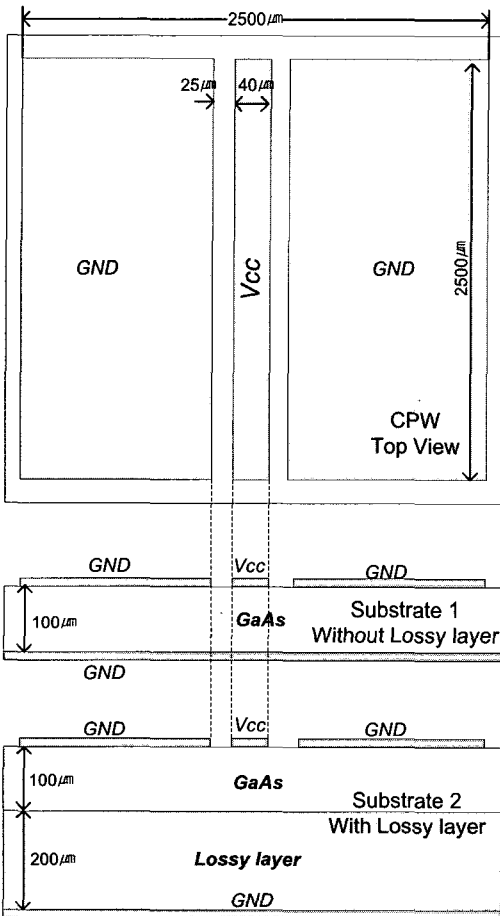 2500㎛
25㎛
40㎛
GND
Vcc
GND
2500㎛
CPW
Top View
GND
Vcc
GND
100㎛
GaAs
Substrate 1
Without Lossy layer
GND
GND
Vcc
GND
100㎛
GaAs
Substrate 2
With Lossy layer
200㎛
Lossy layer
GND